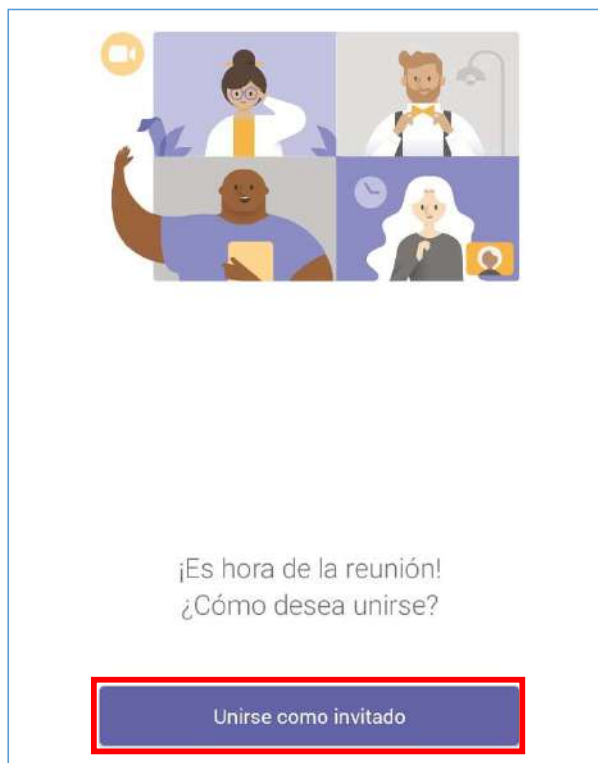 ¡Es hora de la reunión!
¿Cómo desea unirse?
Unirse como invitado